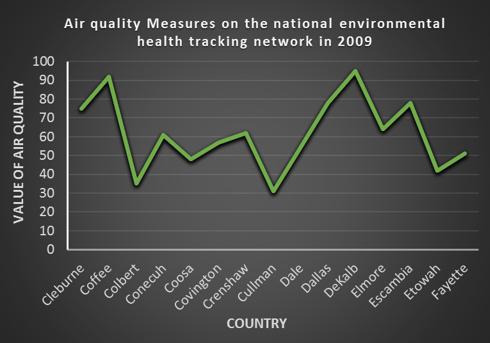 Air quality Measures on the national environmental
health tracking network in 2009
VALUE OF AIR QUALITY
100
90
80
70
60
50
40
30
20
10
0
Cleburne
Coffee
Colbert
Conecuh
Coosa
Covington
Crenshaw
Cullman
Dale
Dallas
DeKalb
Elmore
Escambia
Etowah
Fayette
COUNTRY